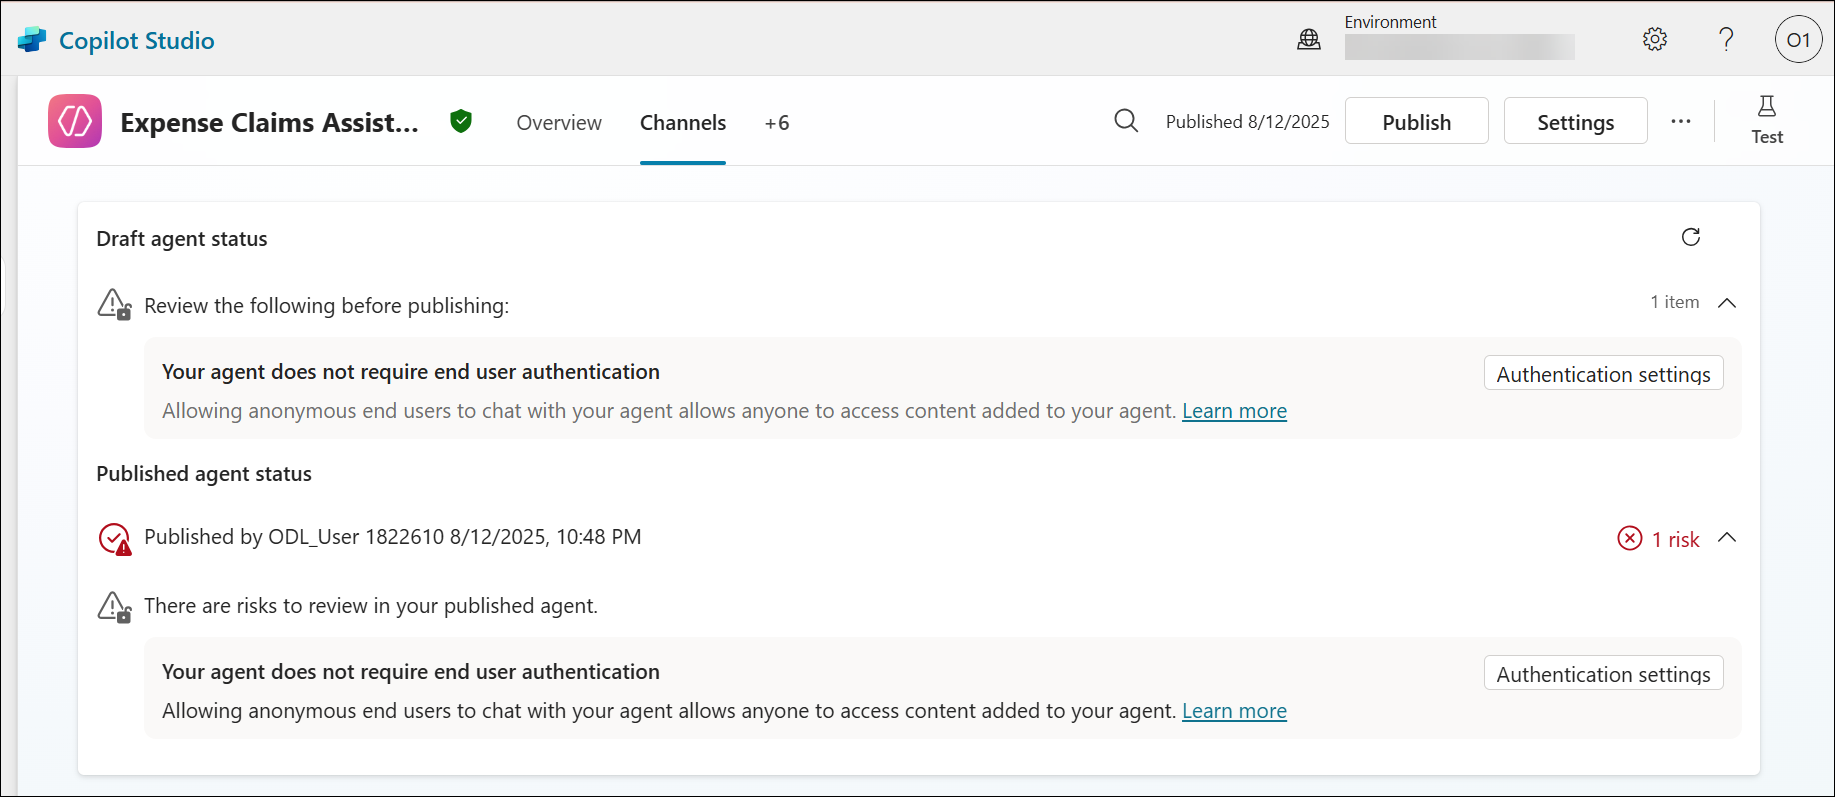 Copilot Studio
Environment
O1
Expense Claims Assist...
Overview
Channels
+6
Published 8/12/2025
Publish
Settings
...
Test
Draft agent status
Review the following before publishing:
1 item
Your agent does not require end user authentication
Authentication settings
Allowing anonymous end users to chat with your agent allows anyone to access content added to your agent. Learn more
Published agent status
Published by ODL_User 1822610 8/12/2025, 10:48 PM
1 risk
There are risks to review in your published agent.
Your agent does not require end user authentication
Authentication settings
Allowing anonymous end users to chat with your agent allows anyone to access content added to your agent. Learn more